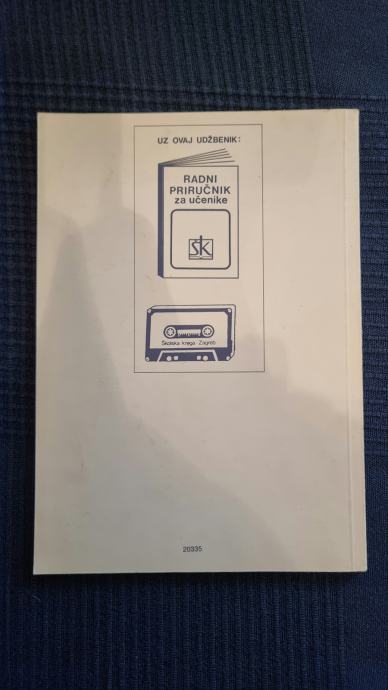 UZ OVAJ UDŽBENIK:
RADNI
PRIRUČNIK
za učenike
ŠK
Školska knjiga Zagreb
20335